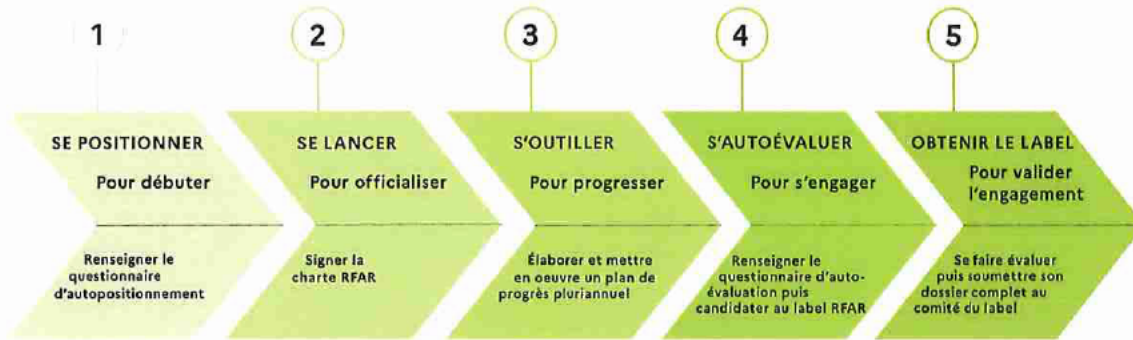 1
SE POSITIONNER
Pour débuter
Renseigner le
questionnaire
d'autopositionnement
2
SE LANCER
Pour officialiser
Signer la
charte RFAR
3
S'OUTILLER
Pour progresser
Élaborer et mettre
en oeuvre un plan de
progrès pluriannuel
4
S'AUTOÉVALUER
Pour s'engager
Renseigner le
questionnaire d'auto-
évaluation puis
candidater au label RFAR
5
OBTENIR LE LABEL
Pour valider
l'engagement
Se faire évaluer
puis soumettre son
dossier complet au
comité du label